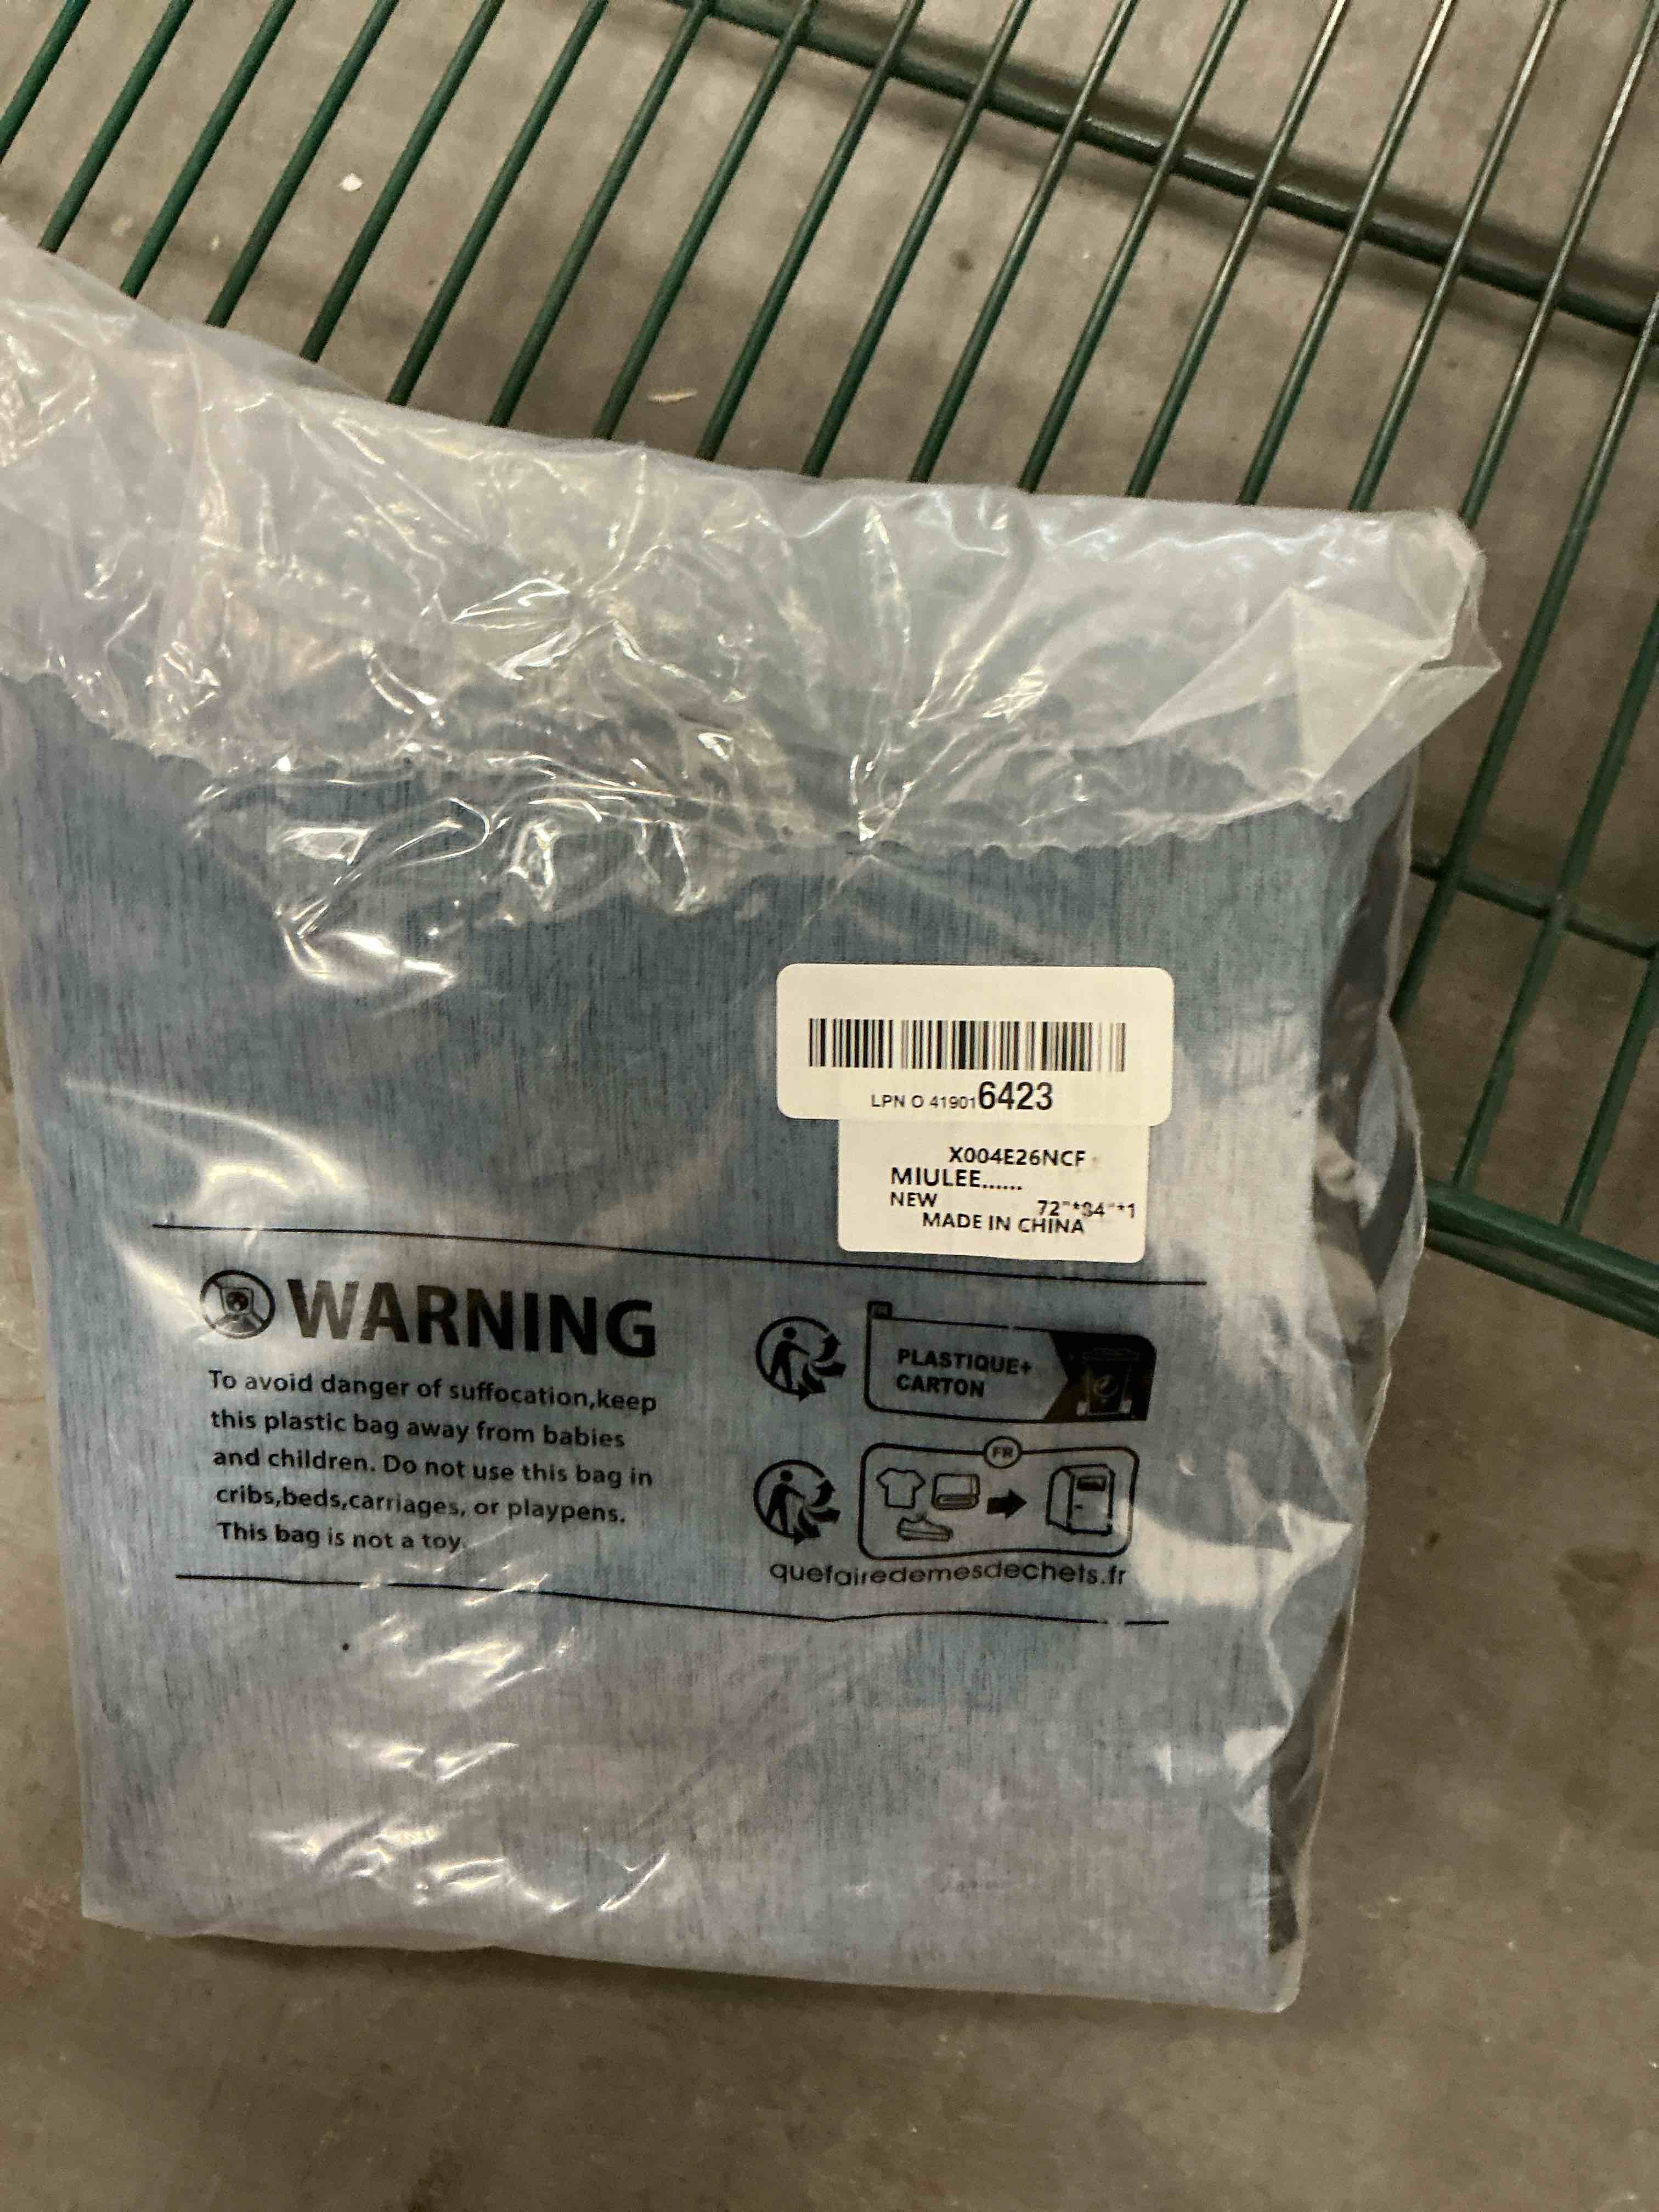 LPN O 419016423
X004E26NCF
MIULEE......
NEW 72"*84"*1
MADE IN CHINA
WARNING
To avoid danger of suffocation,keep
this plastic bag away from babies
and children. Do not use this bag in
cribs,beds,carriages, or playpens.
This bag is not a toy.
FR
PLASTIQUE+
CARTON
FR
quefairedemesdechets.fr